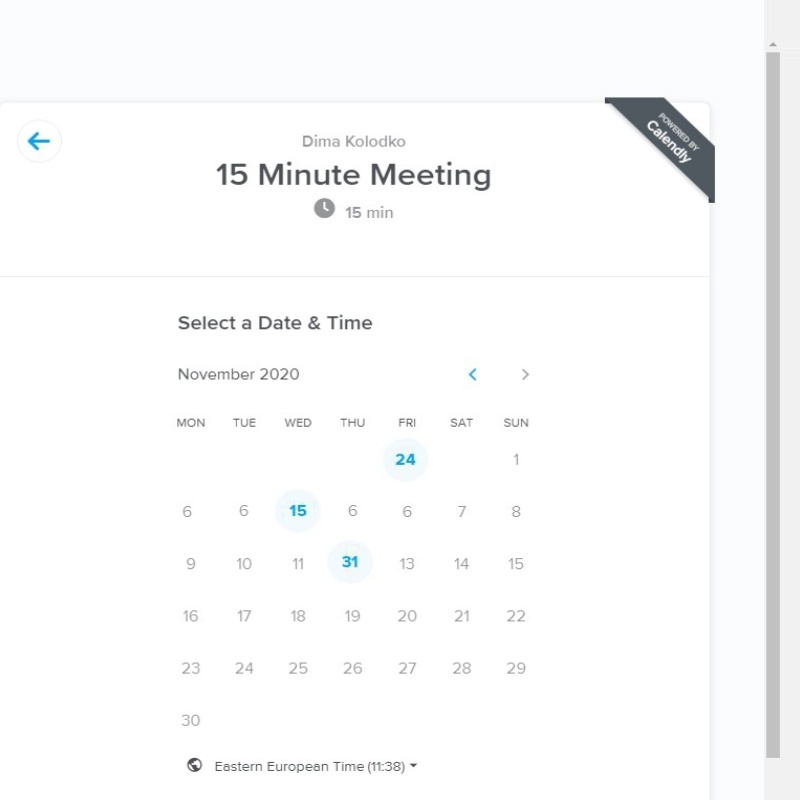 Dima Kolodko
POWERED BY
Calendly
15 Minute Meeting
15 min
Select a Date & Time
November 2020
MON TUE WED THU FRI SAT SUN
24 1
6 6 15 6 6 7 8
9 10 11 31 13 14 15
16 17 18 19 20 21 22
23 24 25 26 27 28 29
30
Eastern European Time (11:38)